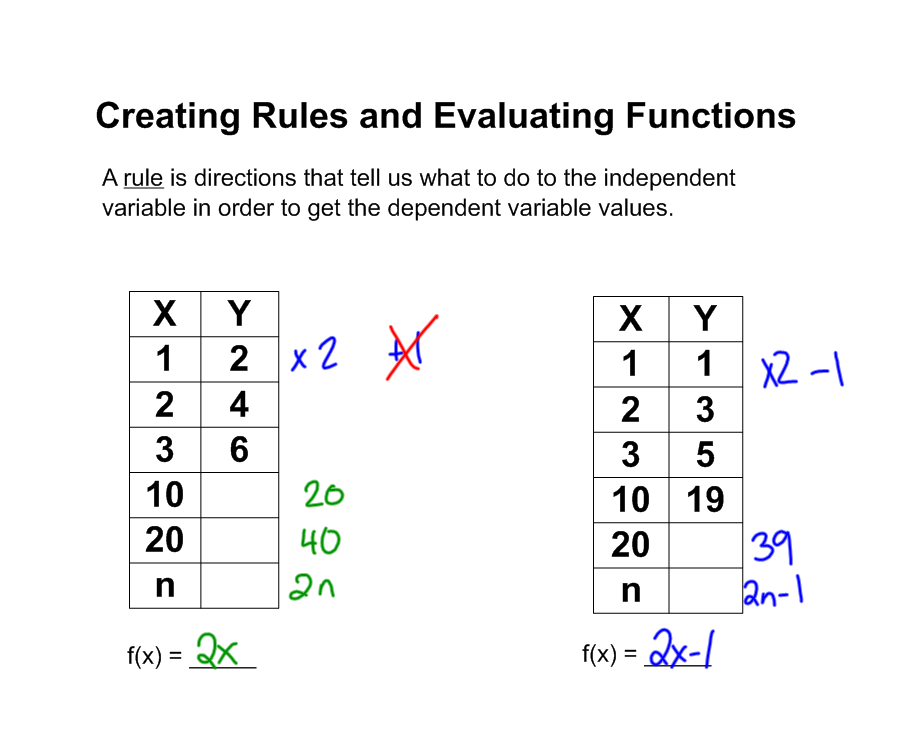 Creating Rules and Evaluating Functions
A rule is directions that tell us what to do to the independent
variable in order to get the dependent variable values.
X Y
1 2 x 2 +1
2 4
3 6
10 20
20 40
n 2n
f(x) = 2x
X Y
1 1 x2 -1
2 3
3 5
10 19
20 39
n 2n-1
f(x) = 2x-1